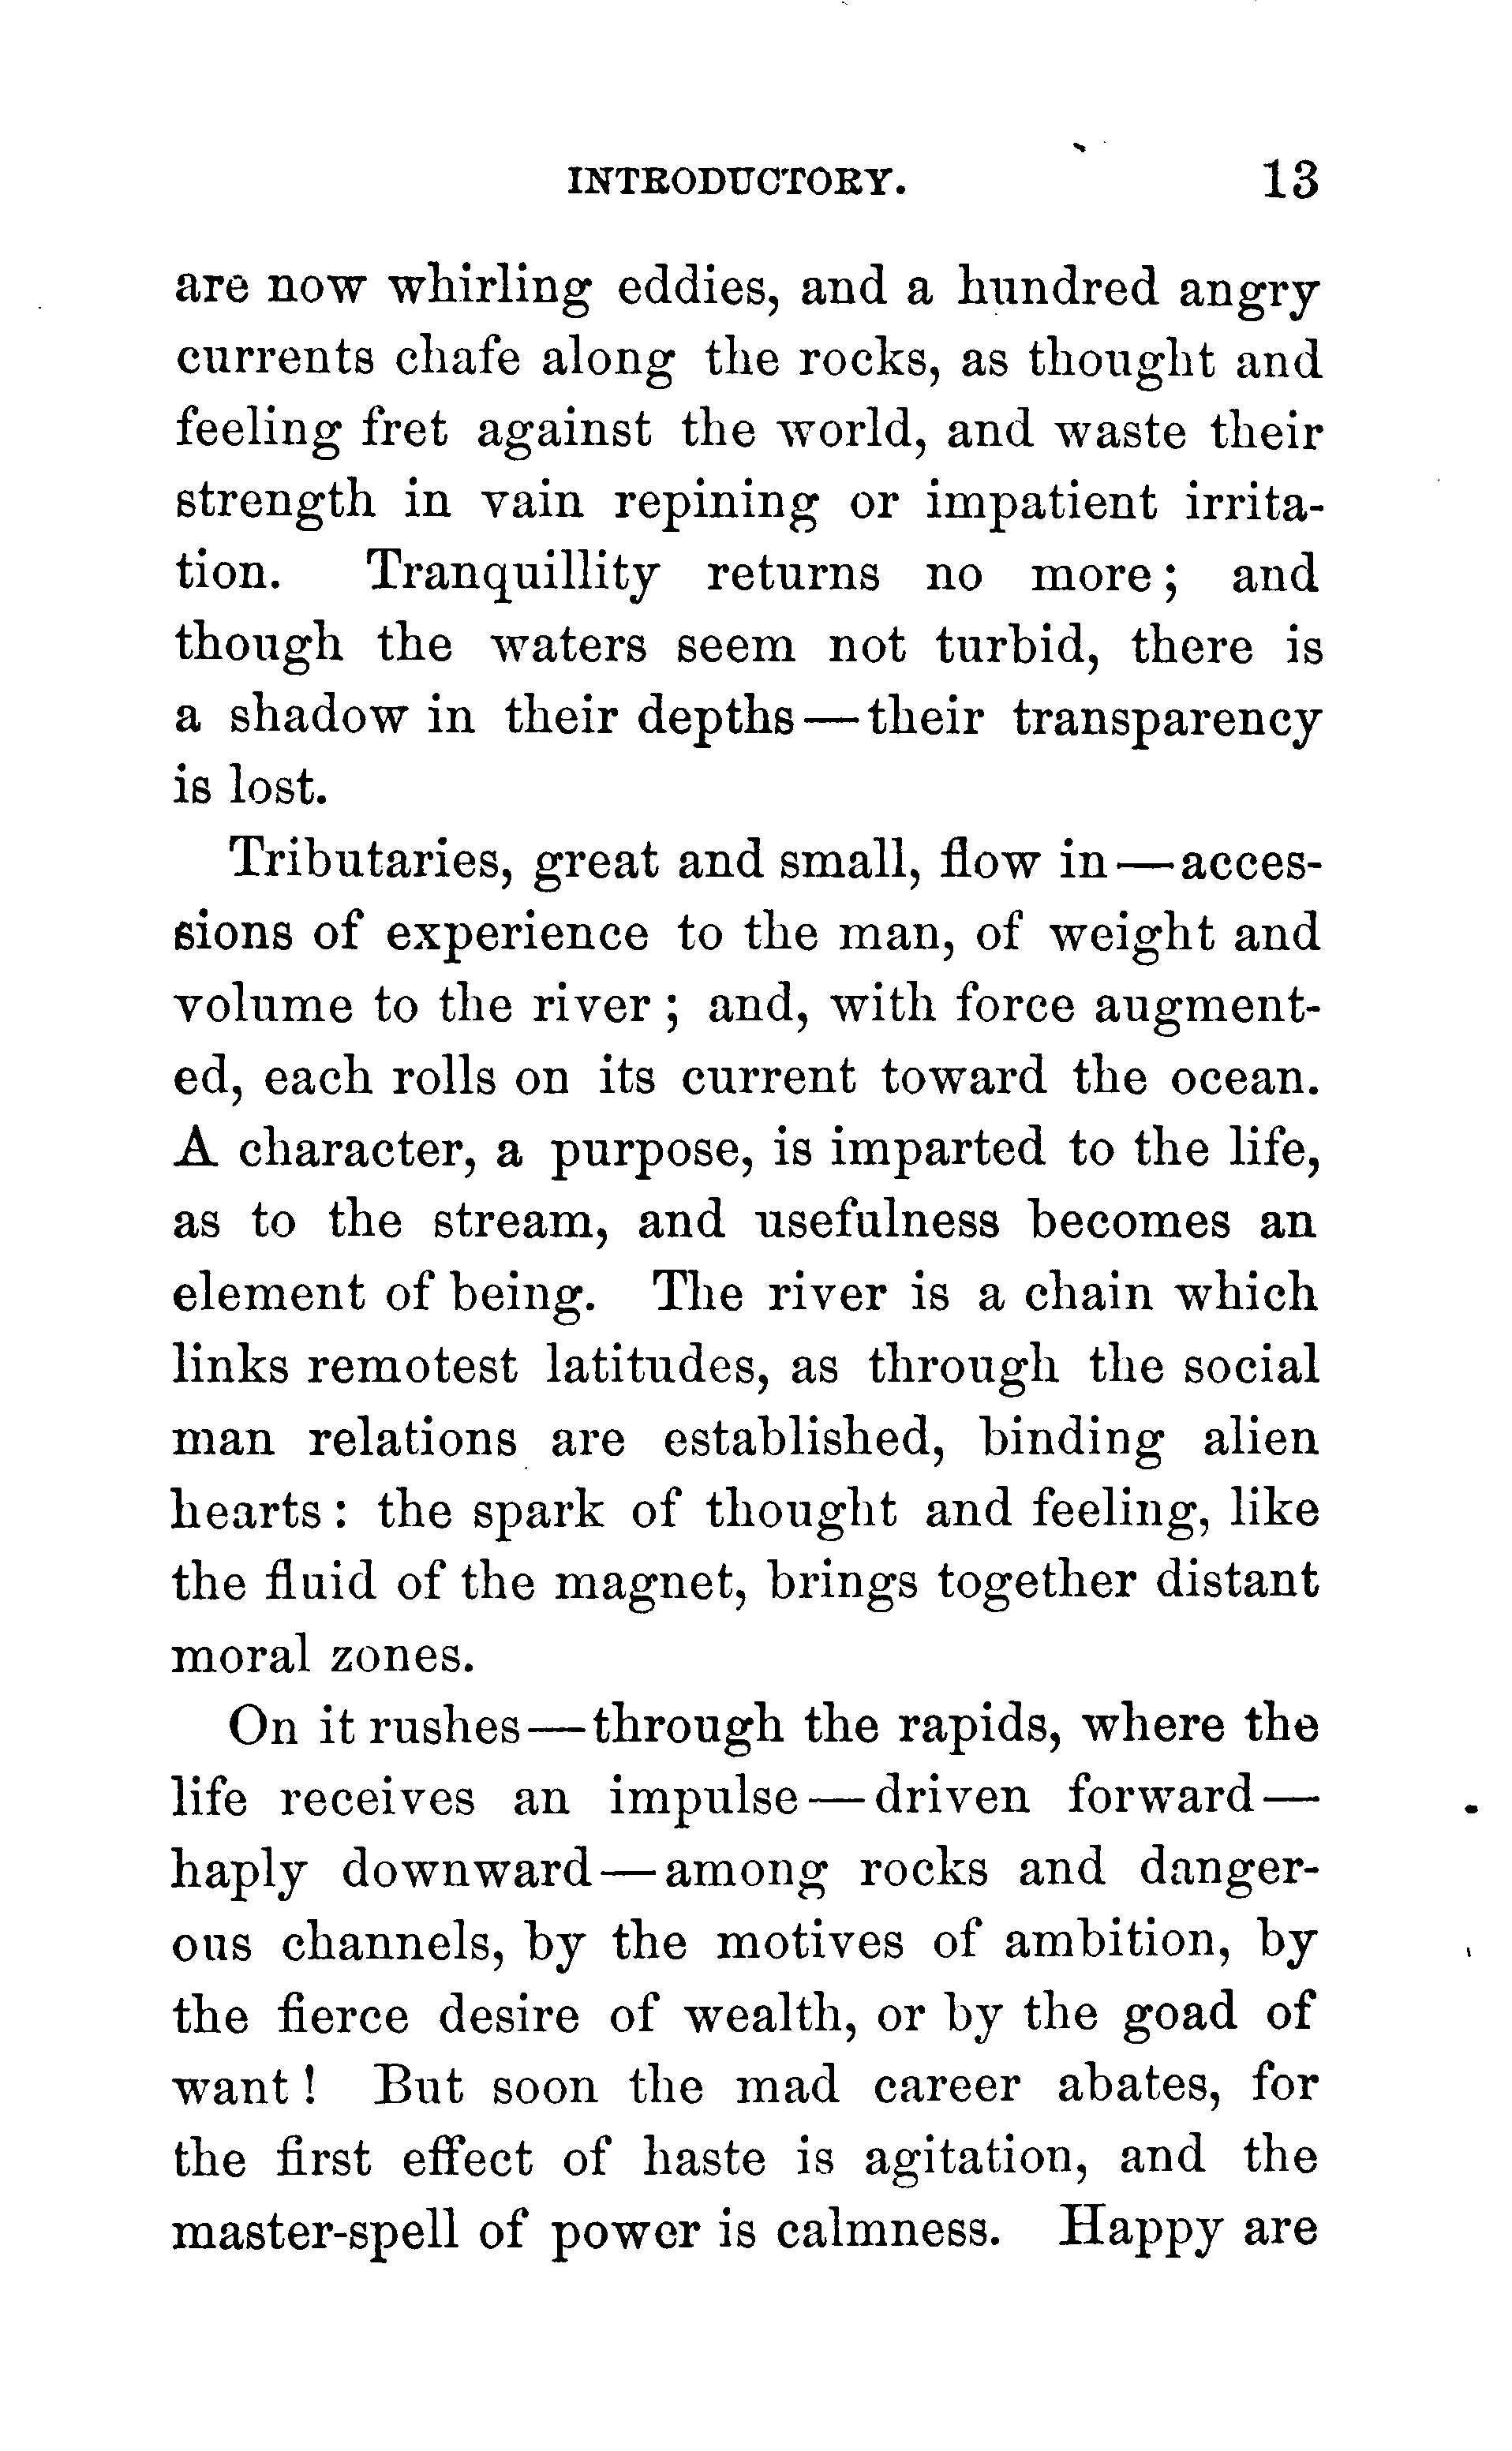 INTRODUCTORY. 13
are now whirling eddies, and a hundred angry
currents chafe along the rocks, as thought and
feeling fret against the world, and waste their
strength in vain repining or impatient irrita-
tion. Tranquillity returns no more; and
though the waters seem not turbid, there is
a shadow in their depths—their transparency
is lost.
Tributaries, great and small, flow in—acces-
sions of experience to the man, of weight and
volume to the river; and, with force augment-
ed, each rolls on its current toward the ocean.
A character, a purpose, is imparted to the life,
as to the stream, and usefulness becomes an
element of being. The river is a chain which
links remotest latitudes, as through the social
man relations are established, binding alien
hearts: the spark of thought and feeling, like
the fluid of the magnet, brings together distant
moral zones.
On it rushes—through the rapids, where the
life receives an impulse—driven forward—
haply downward—among rocks and danger-
ous channels, by the motives of ambition, by
the fierce desire of wealth, or by the goad of
want! But soon the mad career abates, for
the first effect of haste is agitation, and the
master-spell of power is calmness. Happy are